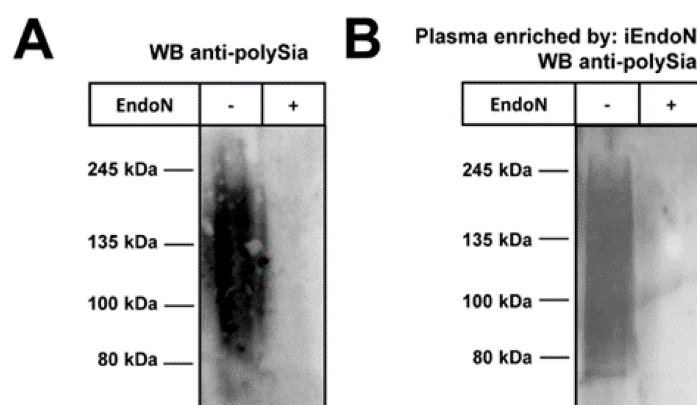 A
WB anti-polySia
EndoN - +
245 kDa
135 kDa
100 kDa
80 kDa
B
Plasma enriched by: iEndoN
WB anti-polySia
EndoN - +
245 kDa
135 kDa
100 kDa
80 kDa